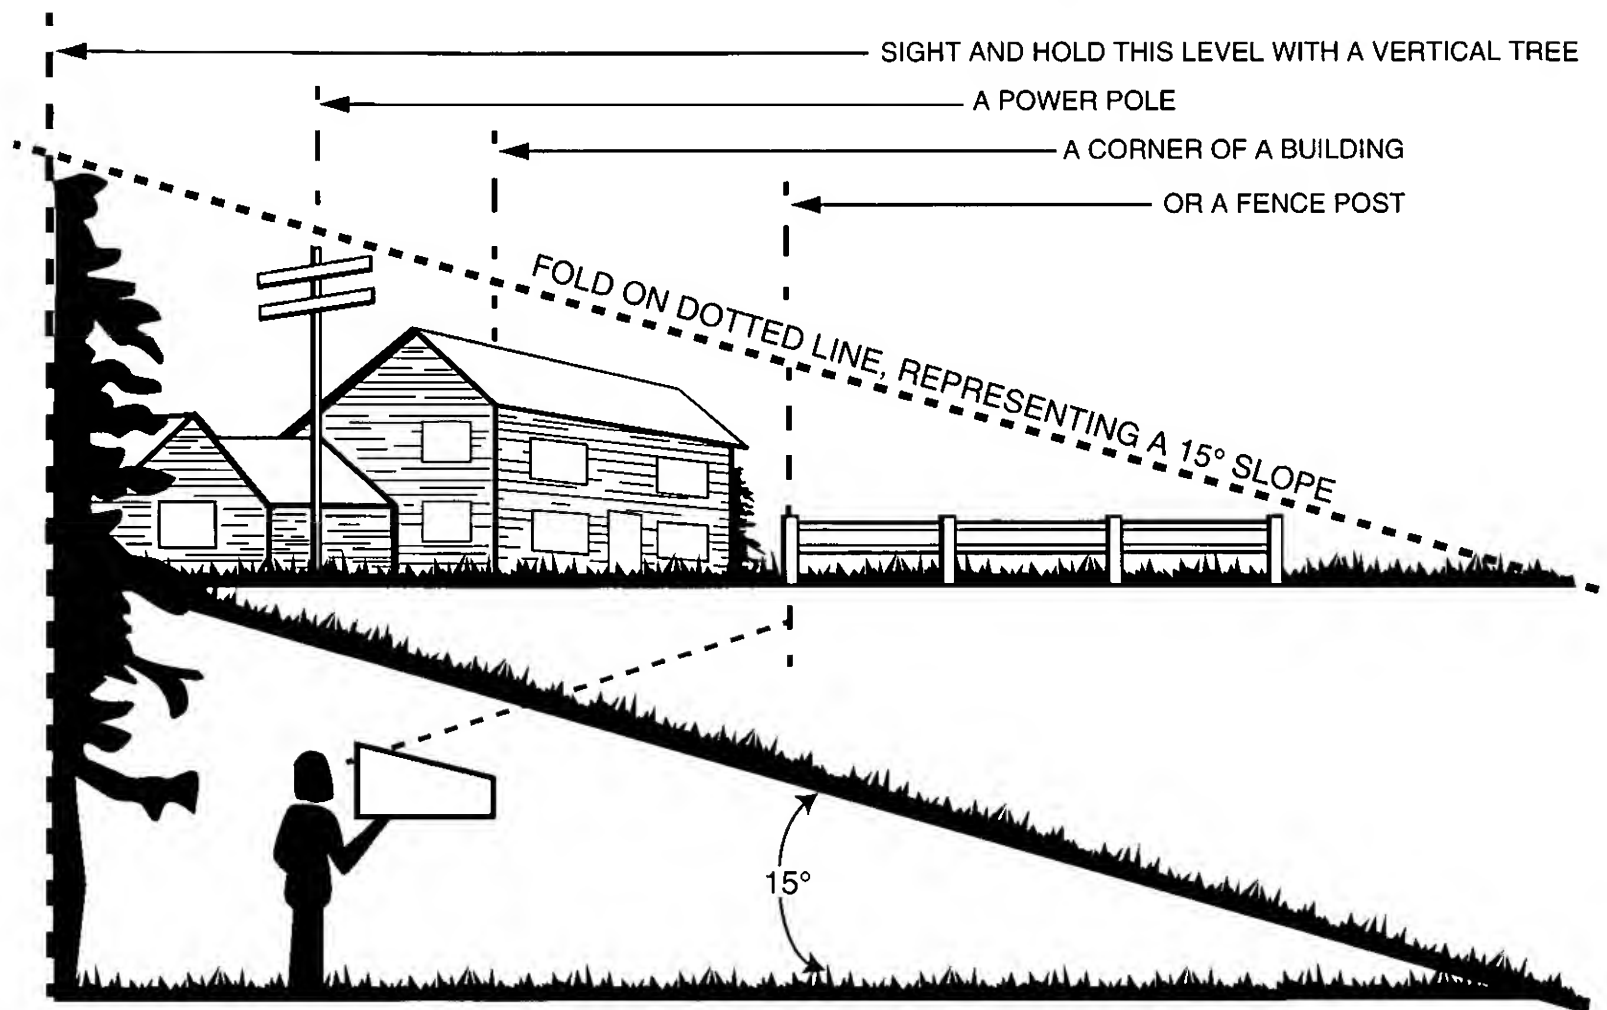 SIGHT AND HOLD THIS LEVEL WITH A VERTICAL TREE
A POWER POLE
A CORNER OF A BUILDING
OR A FENCE POST
FOLD ON DOTTED LINE, REPRESENTING A 15° SLOPE
15°